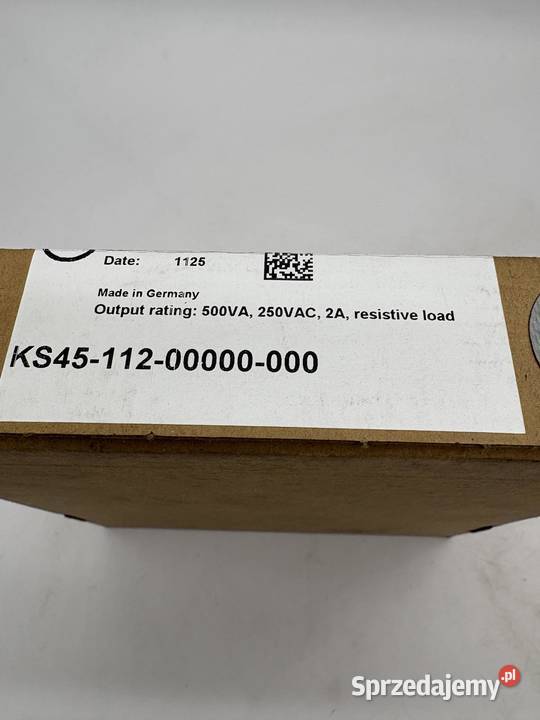 Date: 1125
Made in Germany
Output rating: 500VA, 250VAC, 2A, resistive load
KS45-112-00000-000
Sprzedajemy.pl